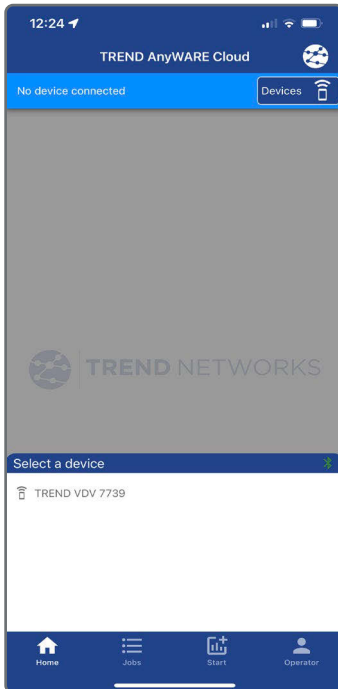 12:24
TREND AnyWARE Cloud
No device connected
Devices
TREND NETWORKS
Select a device
TREND VDV 7739
Home
Jobs
Start
Operator